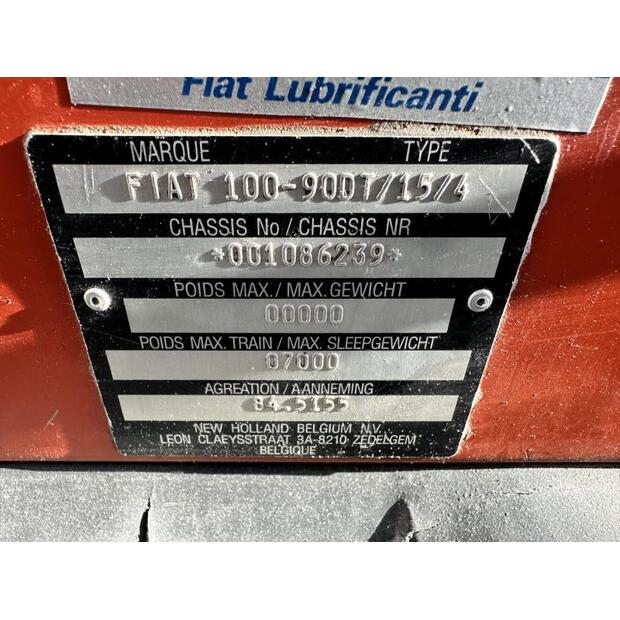 Fiat Lubrificanti
MARQUE TYPE
FIAT 100-90DT/15/4
CHASSIS No / CHASSIS NR
*001086239*
POIDS MAX. / MAX. GEWICHT
00000
POIDS MAX. TRAIN / MAX. SLEEPGEWICHT
07000
AGREATION / AANNEMING
84.5155
NEW HOLLAND BELGIUM N.V.
LEON CLAEYSSTRAAT 3A-8210 ZEDELGEM
BELGIQUE